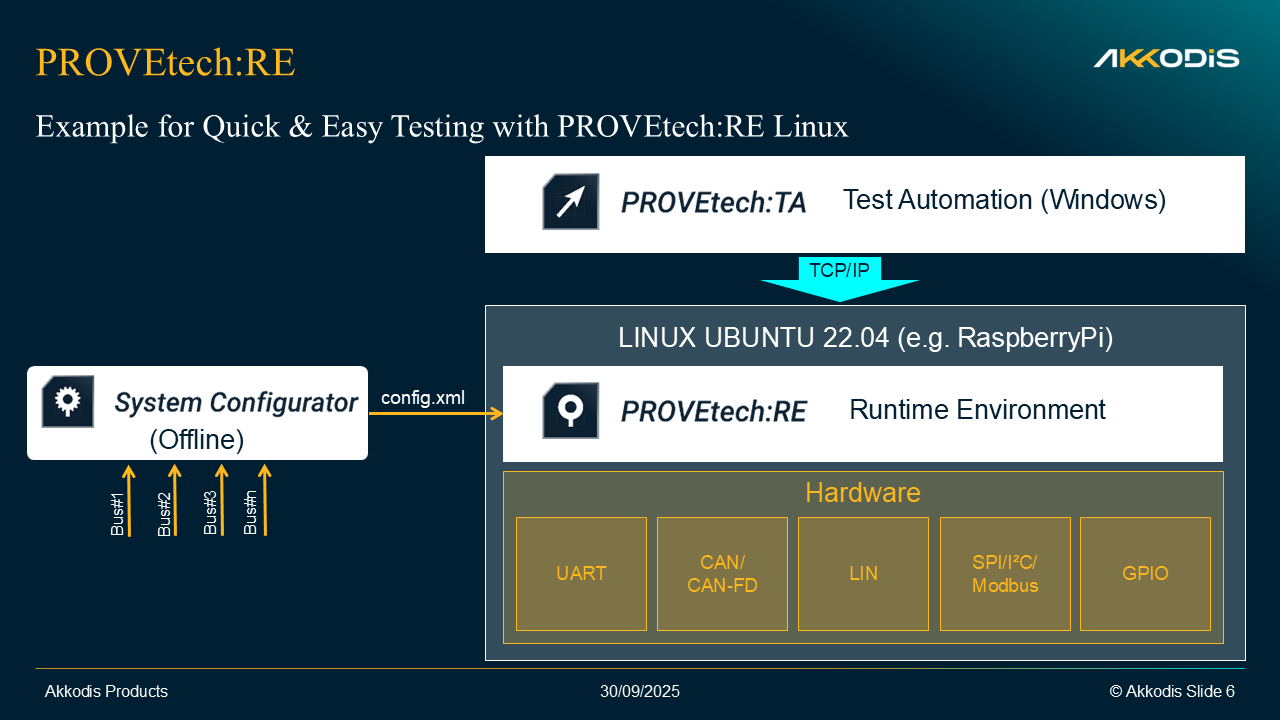 PROVEtech:RE
AKKODiS
Example for Quick & Easy Testing with PROVEtech:RE Linux
PROVEtech:TA
Test Automation (Windows)
TCP/IP
LINUX UBUNTU 22.04 (e.g. RaspberryPi)
System Configurator
(Offline)
config.xml
PROVEtech:RE
Runtime Environment
Bus#1
Bus#2
Bus#3
Bus#n
Hardware
UART
CAN/
CAN-FD
LIN
SPI/I²C/
Modbus
GPIO
Akkodis Products
30/09/2025
© Akkodis Slide 6